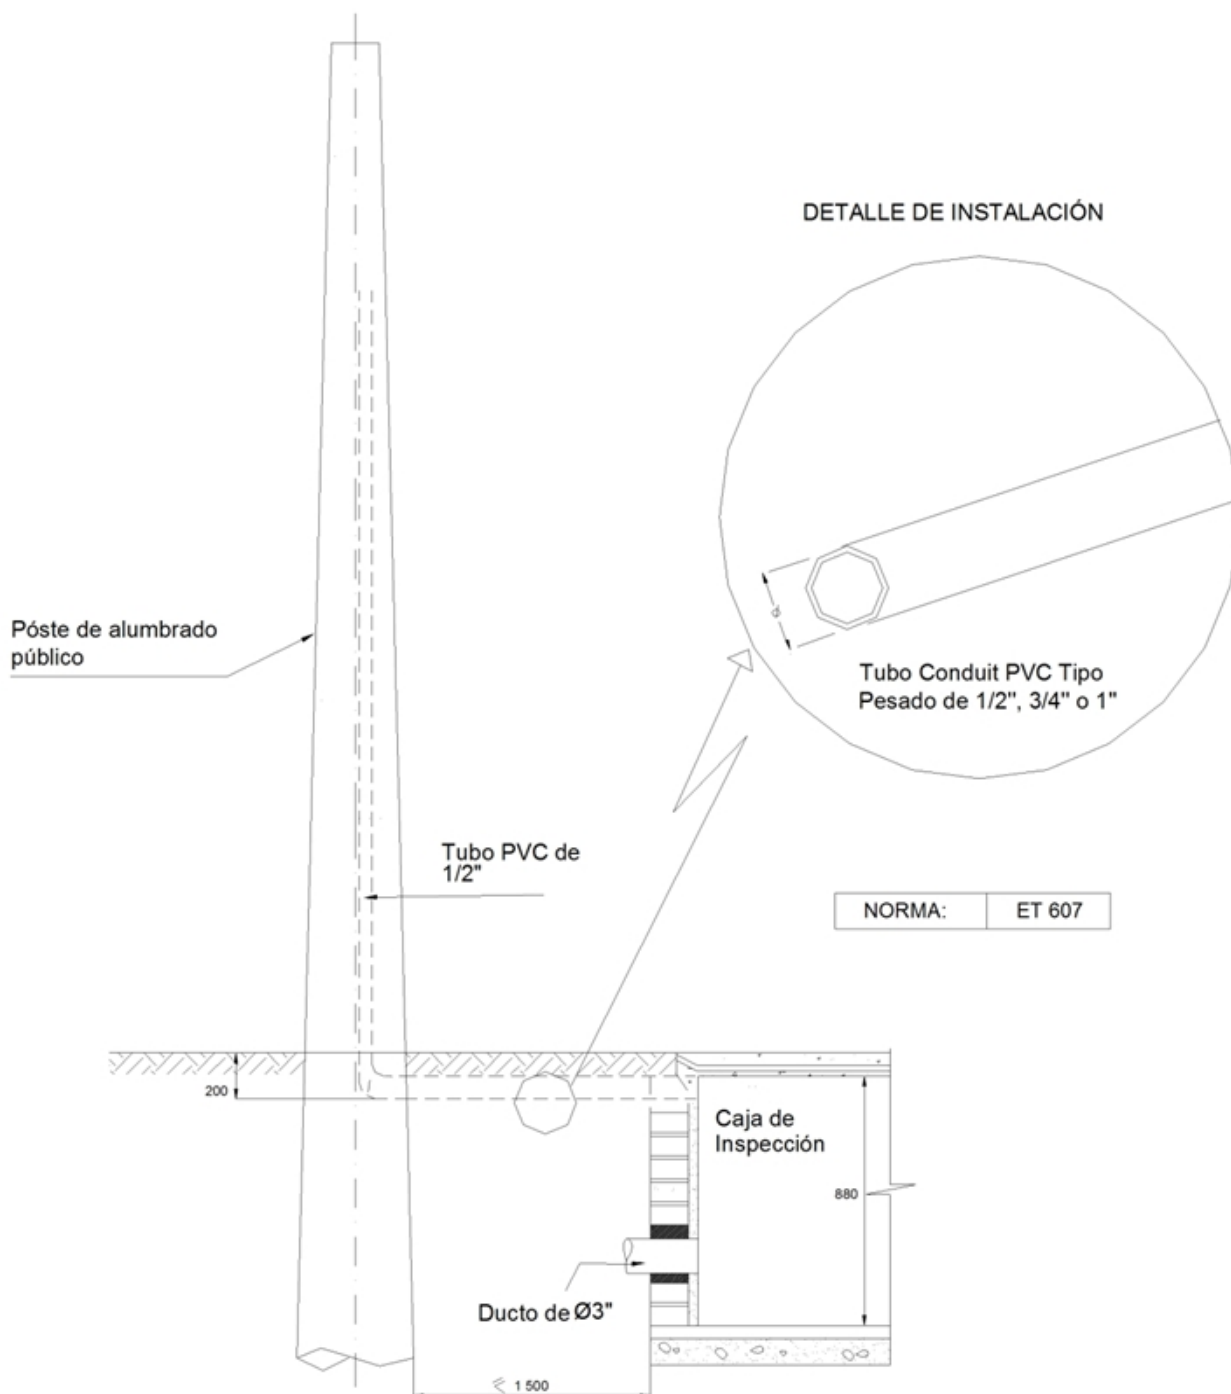 DETALLE DE INSTALACIÓN
Póste de alumbrado
público
Tubo Conduit PVC Tipo
Pesado de 1/2", 3/4" o 1"
Tubo PVC de
1/2"
NORMA: ET 607
200
Caja de
Inspección
880
Ducto de Ø3"
≤ 1 500